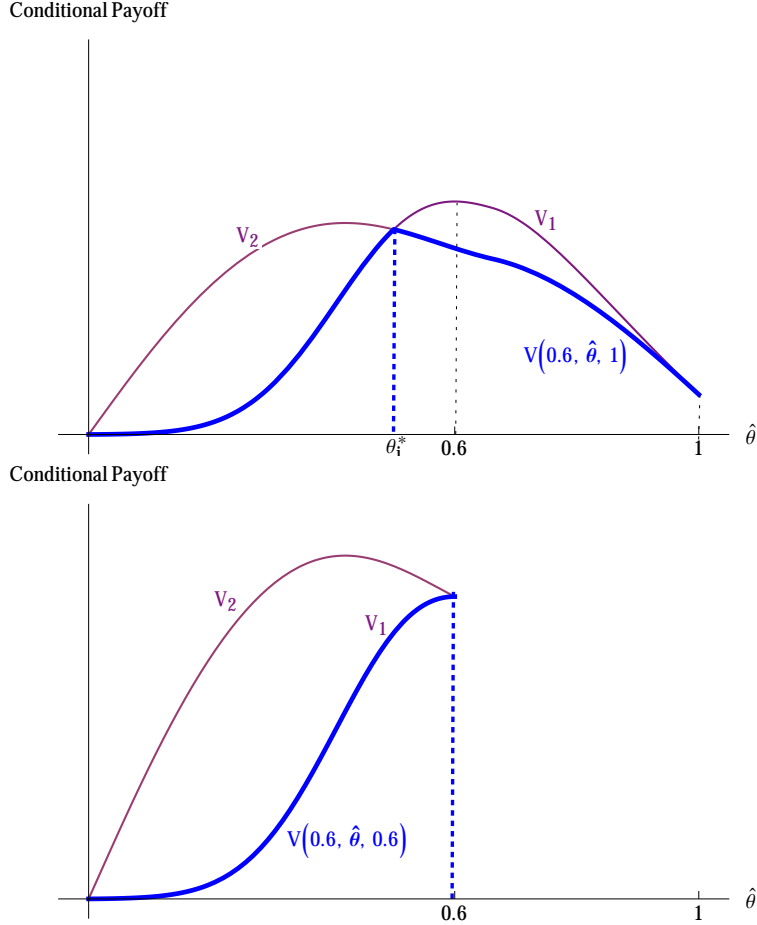 Conditional Payoff
V₁
V₂
V(0.6, θ̂, 1)
θᵢ* 0.6 1 θ̂
Conditional Payoff
V₂
V₁
V(0.6, θ̂, 0.6)
0.6 1 θ̂